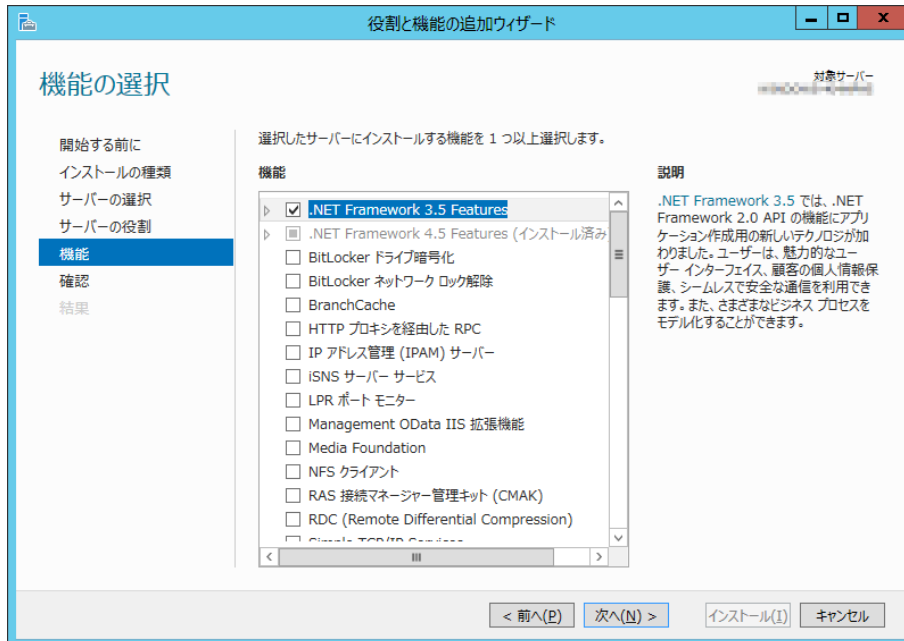 役割と機能の追加ウィザード
機能の選択
対象サーバー
開始する前に
インストールの種類
サーバーの選択
サーバーの役割
機能
確認
結果
選択したサーバーにインストールする機能を 1 つ以上選択します。
機能
.NET Framework 3.5 Features
.NET Framework 4.5 Features (インストール済み
BitLocker ドライブ暗号化
BitLocker ネットワーク ロック解除
BranchCache
HTTP プロキシを経由した RPC
IP アドレス管理 (IPAM) サーバー
iSNS サーバー サービス
LPR ポート モニター
Management OData IIS 拡張機能
Media Foundation
NFS クライアント
RAS 接続マネージャー管理キット (CMAK)
RDC (Remote Differential Compression)
Simple TCP/IP Services
説明
.NET Framework 3.5 では、.NET
Framework 2.0 API の機能にアプリ
ケーション作成用の新しいテクノロジが加
わりました。ユーザーは、魅力的なユー
ザー インターフェイス、顧客の個人情報保
護、シームレスで安全な通信を利用でき
ます。また、さまざまなビジネス プロセスを
モデル化することができます。
< 前へ(P)
次へ(N) >
インストール(I)
キャンセル